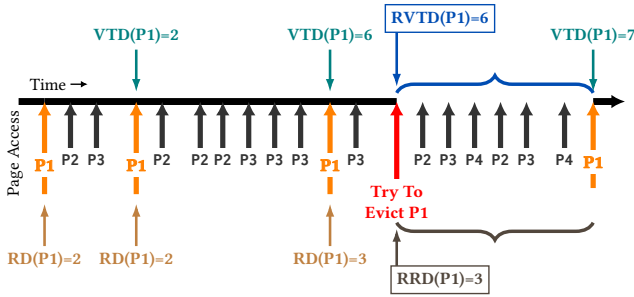 RVTD(P1)=6
VTD(P1)=2 VTD(P1)=6 VTD(P1)=7
Time →
Page Access
P1 P2 P3 P1 P2 P2 P2 P3 P3 P3 P1 P3 P2 P3 P4 P2 P3 P4 P1
Try To
Evict P1
RD(P1)=2 RD(P1)=2 RD(P1)=3 RRD(P1)=3